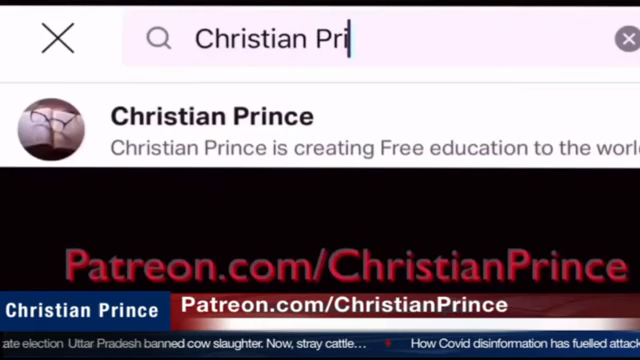 Christian Pri
Christian Prince
Christian Prince is creating Free education to the worl
Patreon.com/ChristianPrince
Christian Prince
Patreon.com/ChristianPrince
ate election Uttar Pradesh banned cow slaughter. Now, stray cattle… How Covid disinformation has fuelled attack